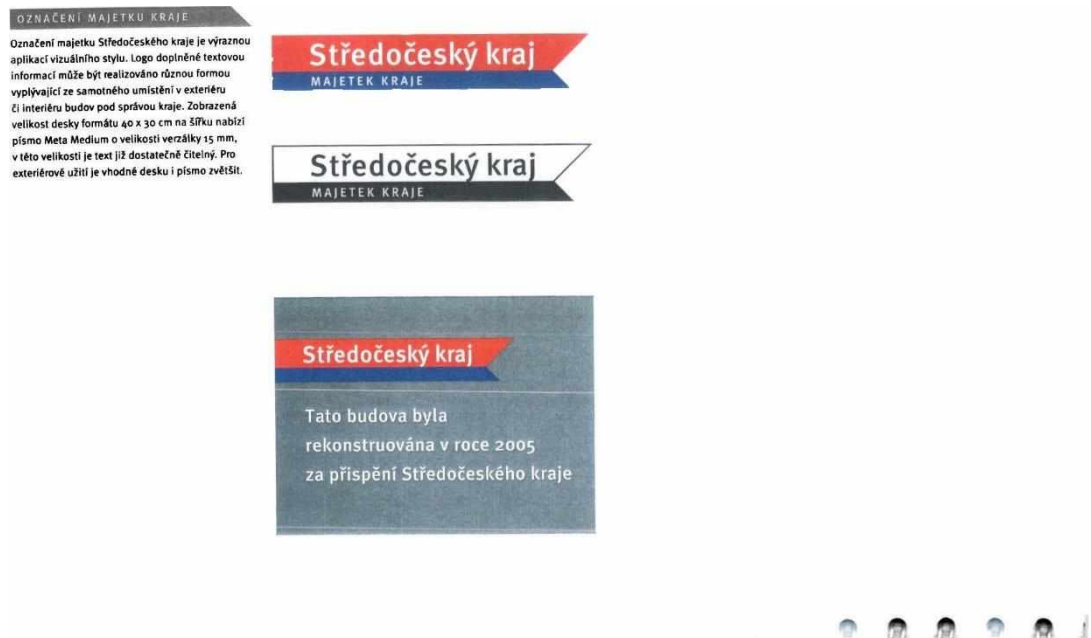 OZNAČENÍ MAJETKU KRAJE
Označení majetku Středočeského kraje je výraznou
aplikací vizuálního stylu. Logo doplněné textovou
informací může být realizováno různou formou
vyplývající ze samotného umístění v exteriéru
či interiéru budov pod správou kraje. Zobrazená
velikost desky formátu 40 x 30 cm na šířku nabízí
písmo Meta Medium o velikosti verzálky 15 mm,
v této velikosti je text již dostatečně čitelný. Pro
exteriérové užití je vhodné desku i písmo zvětšit.
Středočeský kraj
MAJETEK KRAJE
Středočeský kraj
MAJETEK KRAJE
Středočeský kraj
Tato budova byla
rekonstruována v roce 2005
za přispění Středočeského kraje